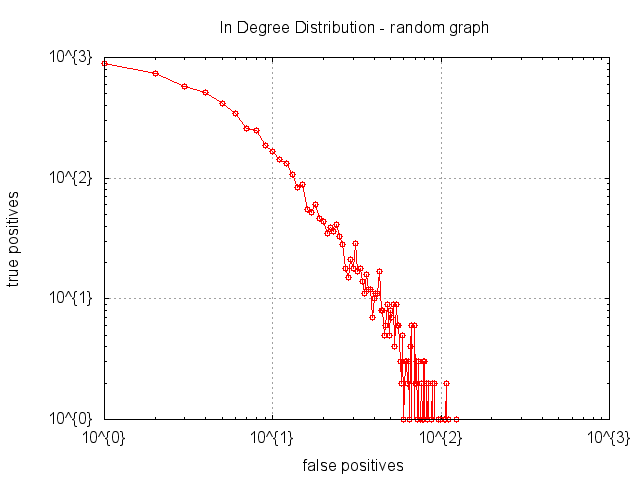 In Degree Distribution - random graph
10^{3}
10^{2}
10^{1}
10^{0}
true positives
10^{0}
10^{1}
10^{2}
10^{3}
false positives